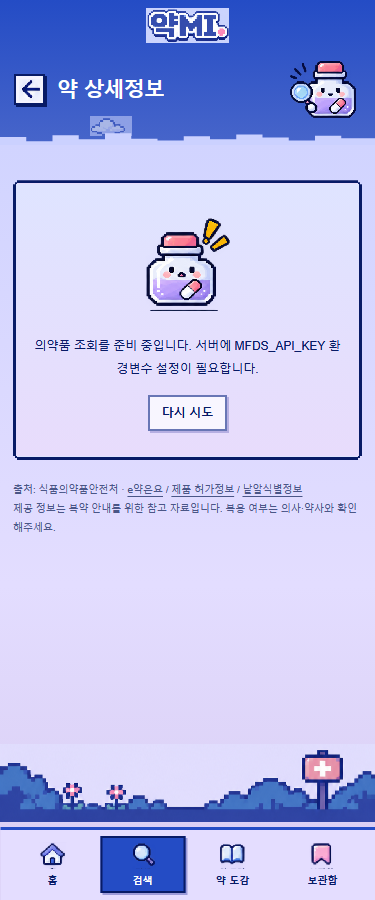 약MI.
약 상세정보
의약품 조회를 준비 중입니다. 서버에 MFDS_API_KEY 환
경변수 설정이 필요합니다.
다시 시도
출처: 식품의약품안전처 · e약은요 / 제품 허가정보 / 낱알식별정보
제공 정보는 복약 안내를 위한 참고 자료입니다. 복용 여부는 의사·약사와 확인
해주세요.
홈
검색
약 도감
보관함